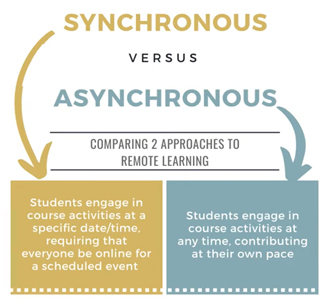 SYNCHRONOUS
VERSUS
ASYNCHRONOUS
COMPARING 2 APPROACHES TO
REMOTE LEARNING
Students engage in
course activities at a
specific date/time,
requiring that
everyone be online for
a scheduled event
Students engage in
course activities at
any time, contributing
at their own pace